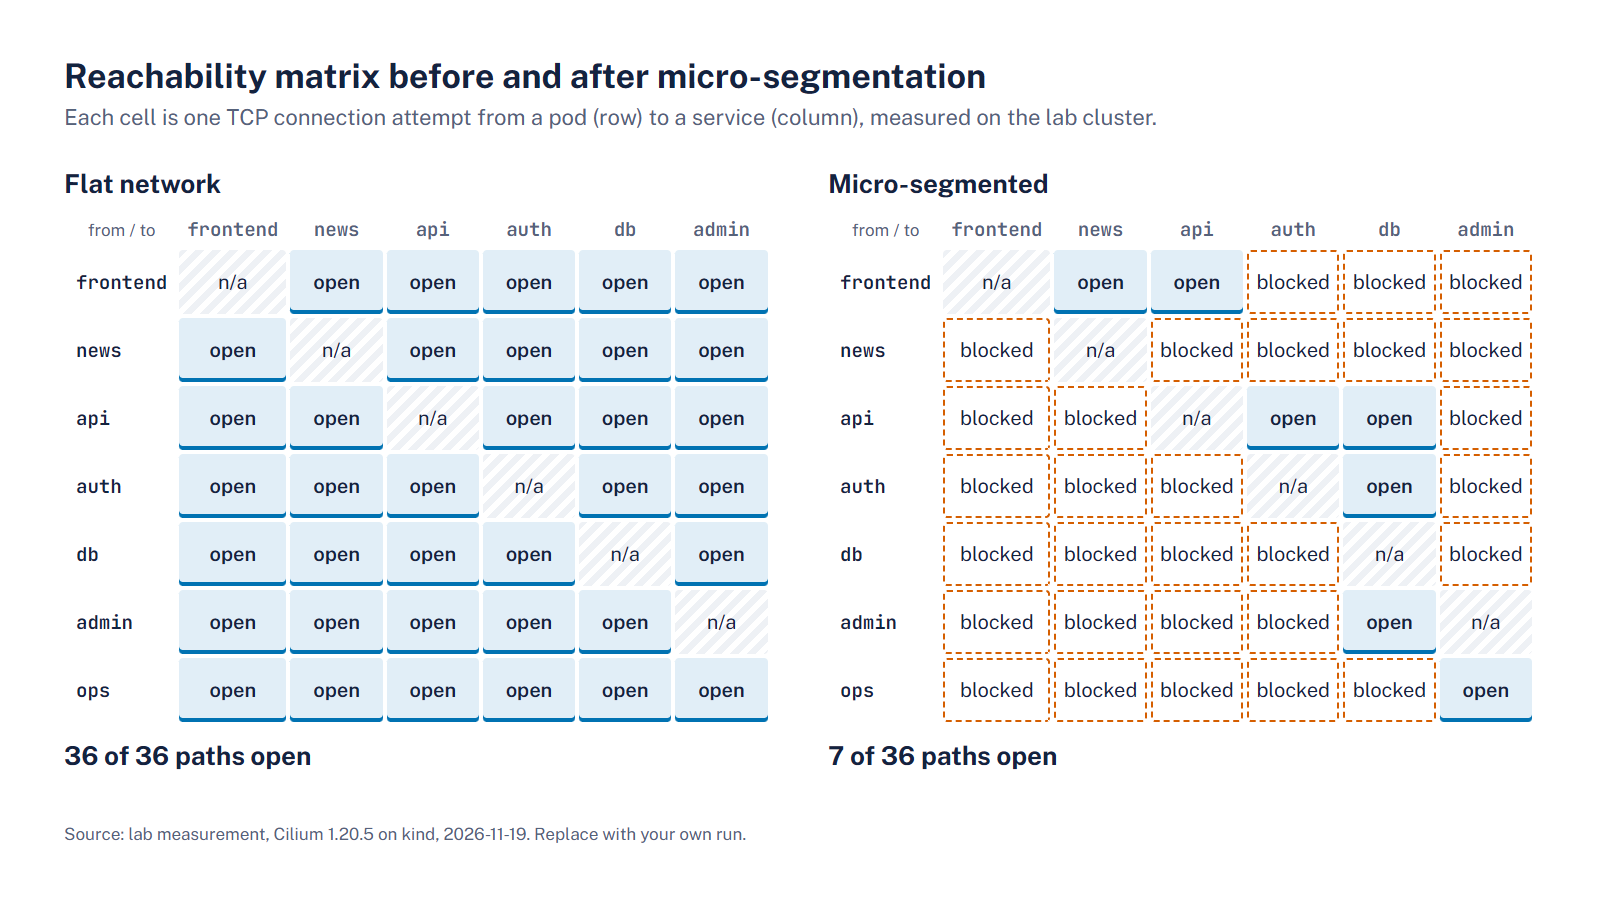 Reachability matrix before and after micro-segmentation
Each cell is one TCP connection attempt from a pod (row) to a service (column), measured on the lab cluster.
Flat network
from / to frontend news api auth db admin
frontend n/a open open open open open
news open n/a open open open open
api open open n/a open open open
auth open open open n/a open open
db open open open open n/a open
admin open open open open open n/a
ops open open open open open open
36 of 36 paths open
Micro-segmented
from / to frontend news api auth db admin
frontend n/a open open blocked blocked blocked
news blocked n/a blocked blocked blocked blocked
api blocked blocked n/a open open blocked
auth blocked blocked blocked n/a open blocked
db blocked blocked blocked blocked n/a blocked
admin blocked blocked blocked blocked open n/a
ops blocked blocked blocked blocked blocked open
7 of 36 paths open
Source: lab measurement, Cilium 1.20.5 on kind, 2026-11-19. Replace with your own run.